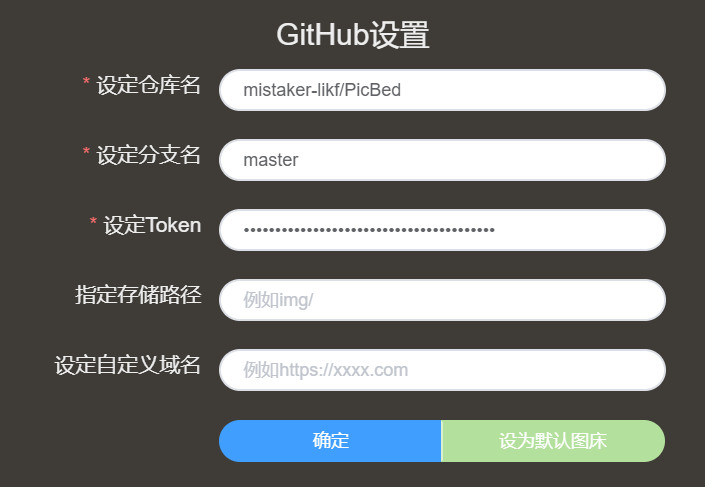 GitHub设置
* 设定仓库名 mistaker-likf/PicBed
* 设定分支名 master
* 设定Token ••••••••••••••••••••••••••••••••••••••••
指定存储路径 例如img/
设定自定义域名 例如https://xxxx.com
确定 设为默认图床